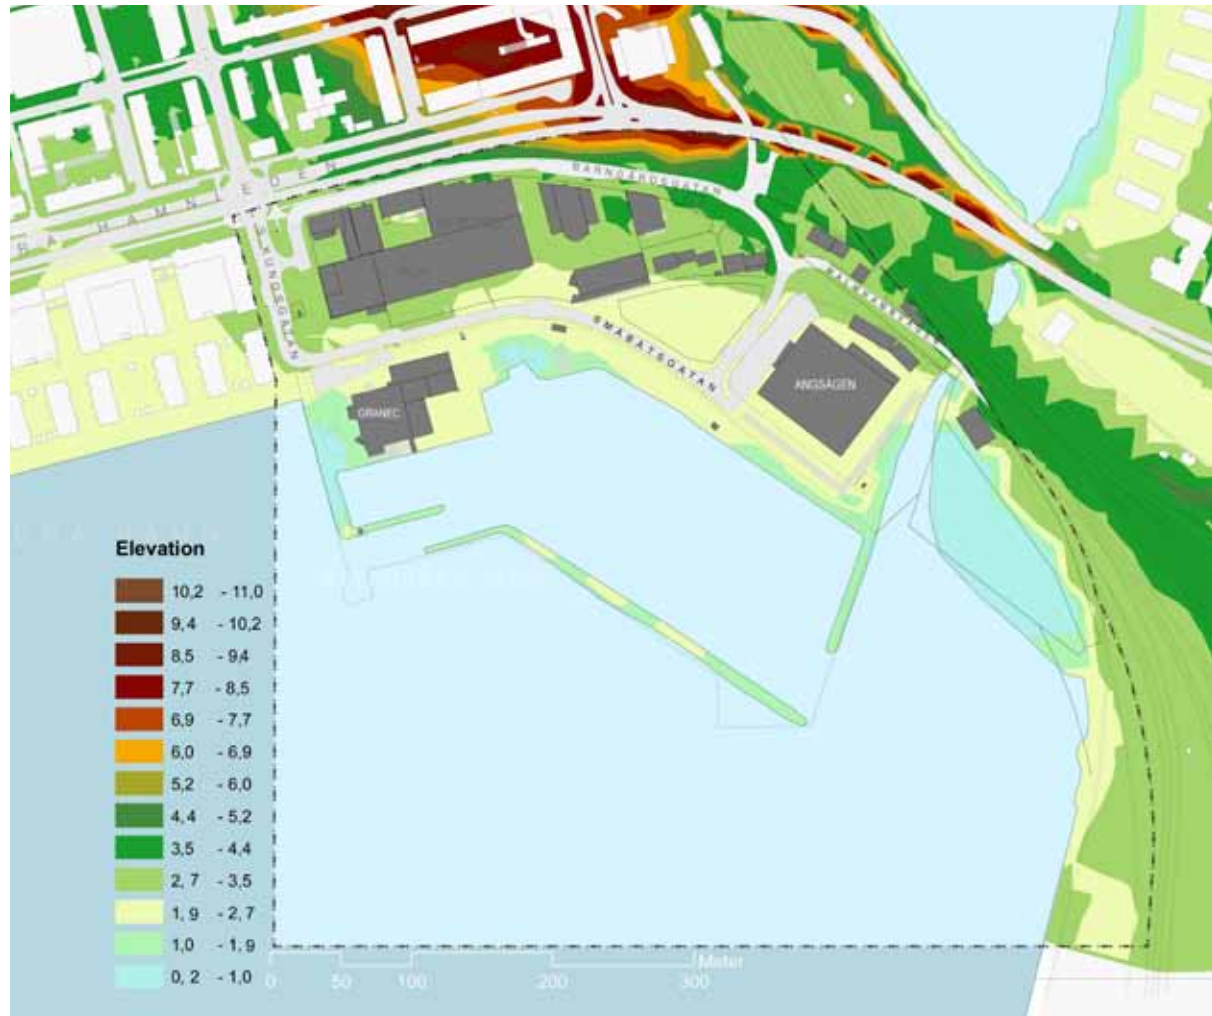 RA HAMNLEDEN
BANGÅRDSGATAN
SMÅBÅTSGATAN
ÅNGSÅGEN
GRANEC
Elevation
10,2 - 11,0
9,4 - 10,2
8,5 - 9,4
7,7 - 8,5
6,9 - 7,7
6,0 - 6,9
5,2 - 6,0
4,4 - 5,2
3,5 - 4,4
2,7 - 3,5
1,9 - 2,7
1,0 - 1,9
0,2 - 1,0
Meter
0 50 100 200 300